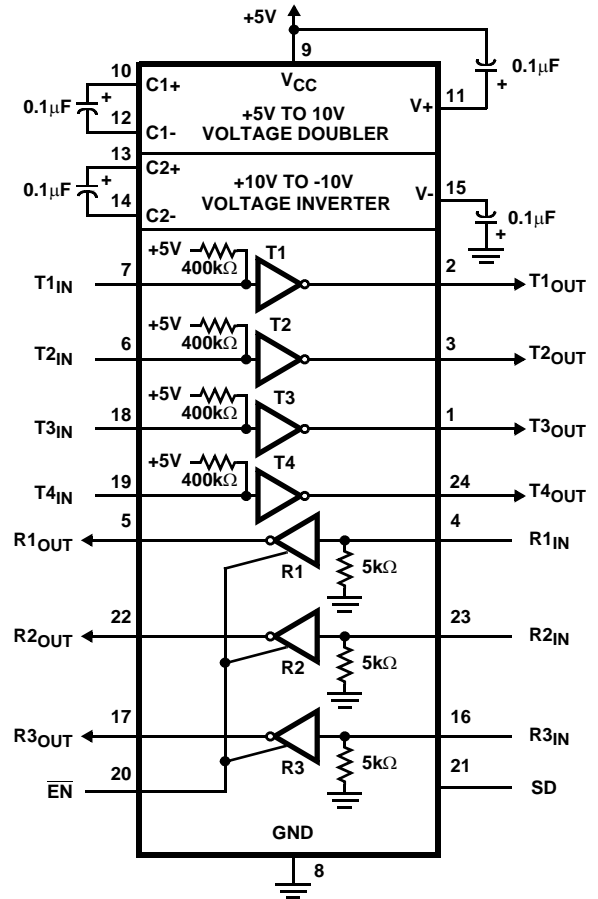 +5V
9
10
C1+
VCC
0.1µF
+
0.1µF
+
V+
11
12
C1-
+5V TO 10V
VOLTAGE DOUBLER
13
C2+
0.1µF
+
14
C2-
+10V TO -10V
VOLTAGE INVERTER
V-
15
0.1µF
+
+5V
400kΩ
T1
T1IN
7
2
T1OUT
+5V
400kΩ
T2
T2IN
6
3
T2OUT
+5V
400kΩ
T3
T3IN
18
1
T3OUT
+5V
400kΩ
T4
T4IN
19
24
T4OUT
R1OUT
5
R1
4
R1IN
5kΩ
R2OUT
22
R2
23
R2IN
5kΩ
R3OUT
17
R3
16
R3IN
5kΩ
E̅N̅
20
21
SD
GND
8